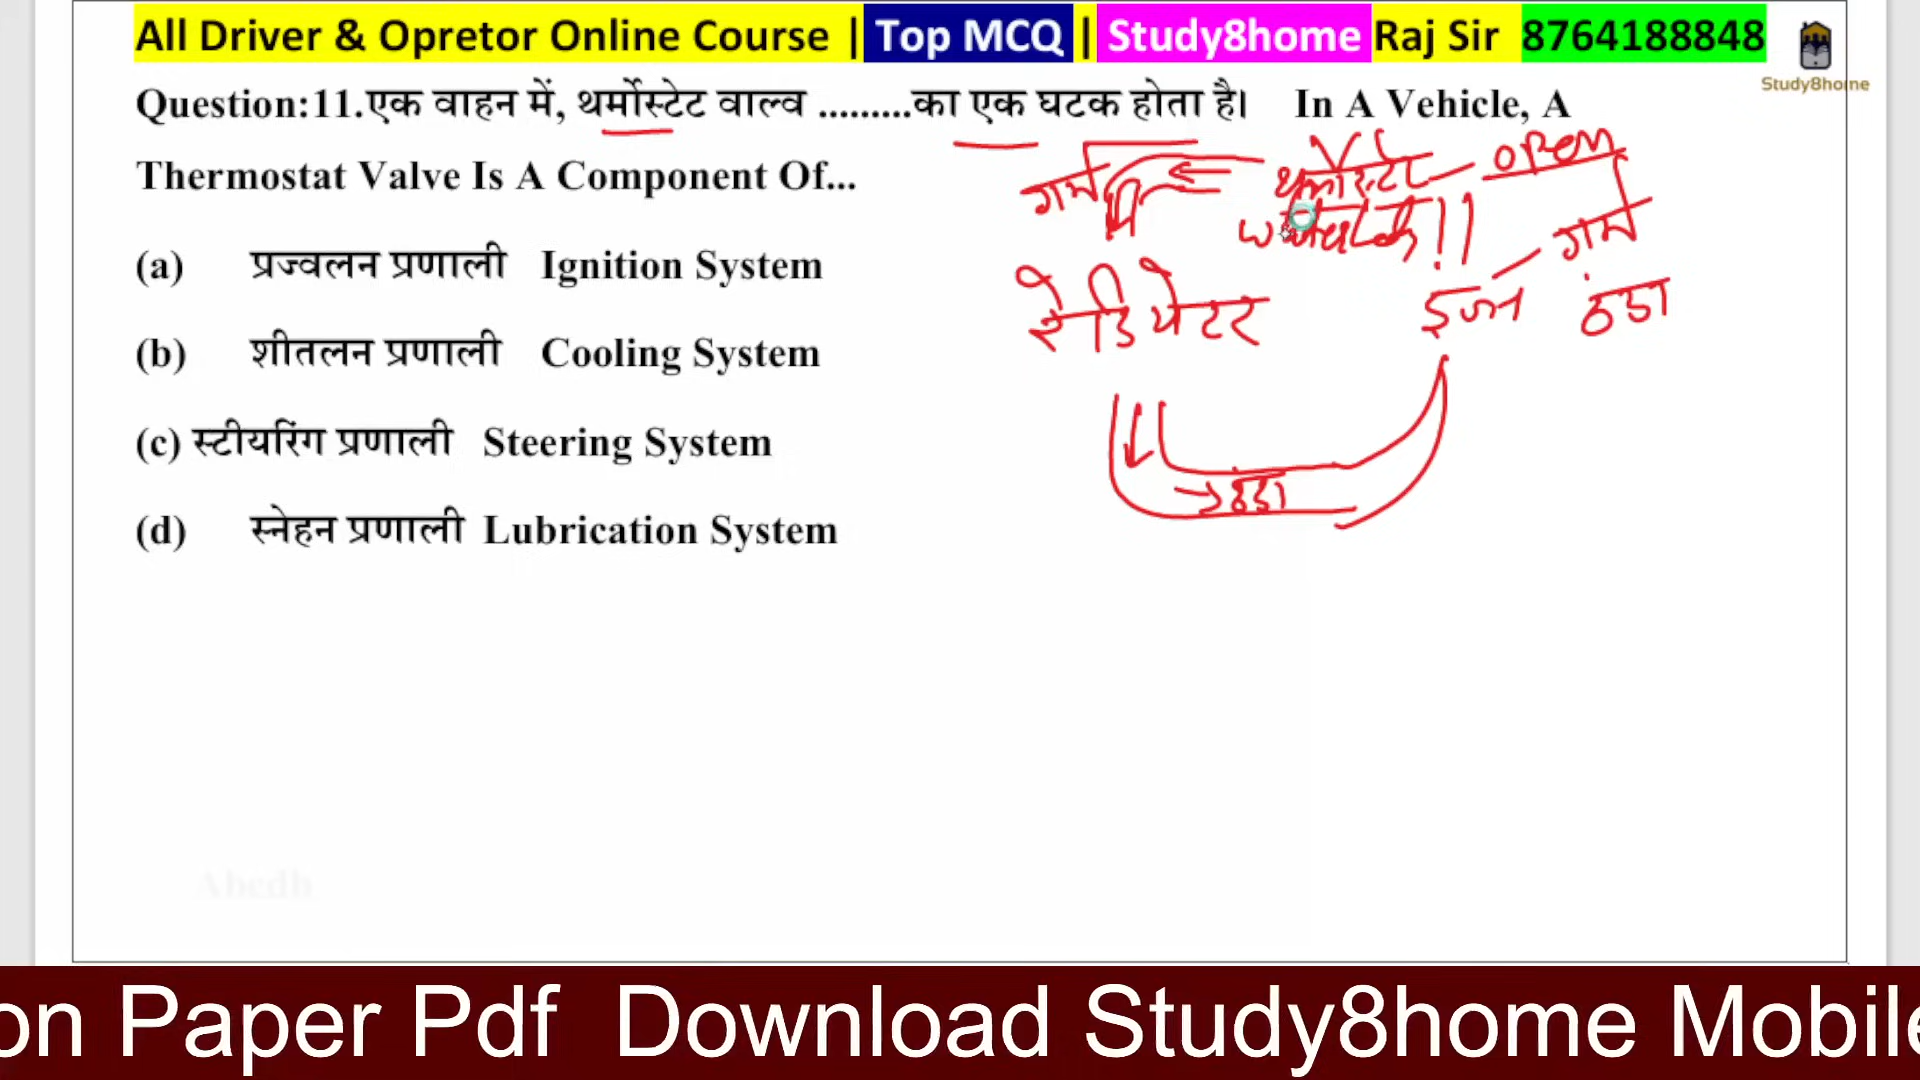 All Driver & Opretor Online Course | Top MCQ | Study8home Raj Sir 8764188848
Study8home
Question:11.एक वाहन में, थर्मोस्टेट वाल्व .........का एक घटक होता है। In A Vehicle, A
Thermostat Valve Is A Component Of...
(a) प्रज्वलन प्रणाली Ignition System
(b) शीतलन प्रणाली Cooling System
(c) स्टीयरिंग प्रणाली Steering System
(d) स्नेहन प्रणाली Lubrication System
गर्म
open
गर्म
रेडियेटर
ठंडा
ठंडा
Abcdh
on Paper Pdf Download Study8home Mobile